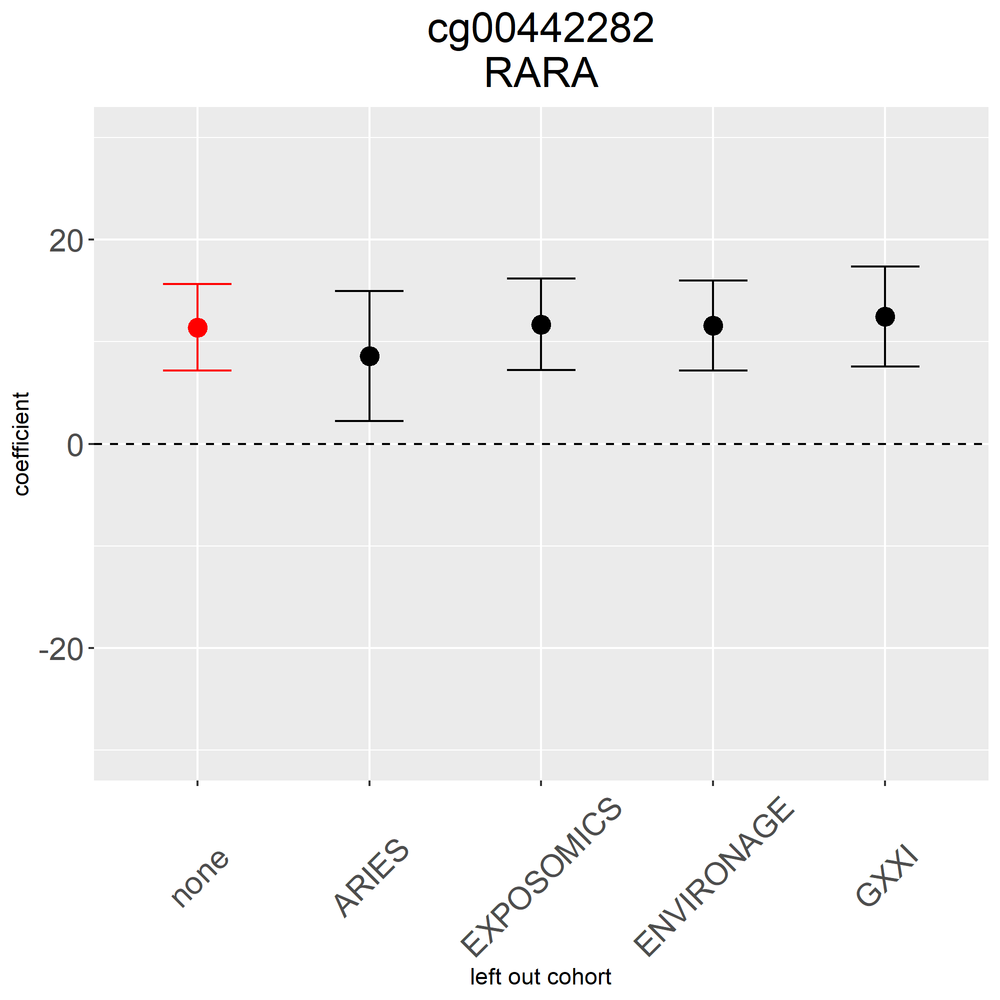 cg00442282
RARA
20
0
-20
coefficient
none
ARIES
EXPOSOMICS
ENVIRONAGE
GXXI
left out cohort